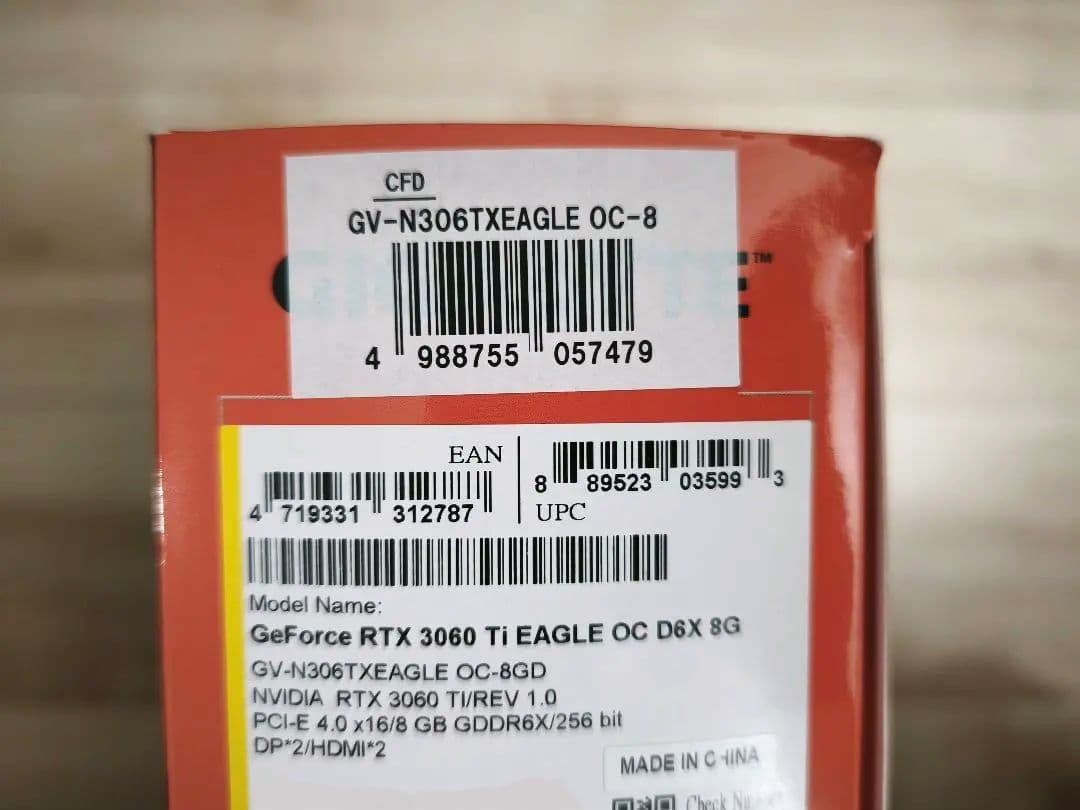 CFD
GV-N306TXEAGLE OC-8
™
4 988755 057479
EAN
4 719331 312787
8 89523 03599 3
UPC
Model Name:
GeForce RTX 3060 Ti EAGLE OC D6X 8G
GV-N306TXEAGLE OC-8GD
NVIDIA RTX 3060 TI/REV 1.0
PCI-E 4.0 x16/8 GB GDDR6X/256 bit
DP*2/HDMI*2
MADE IN CHINA
Check